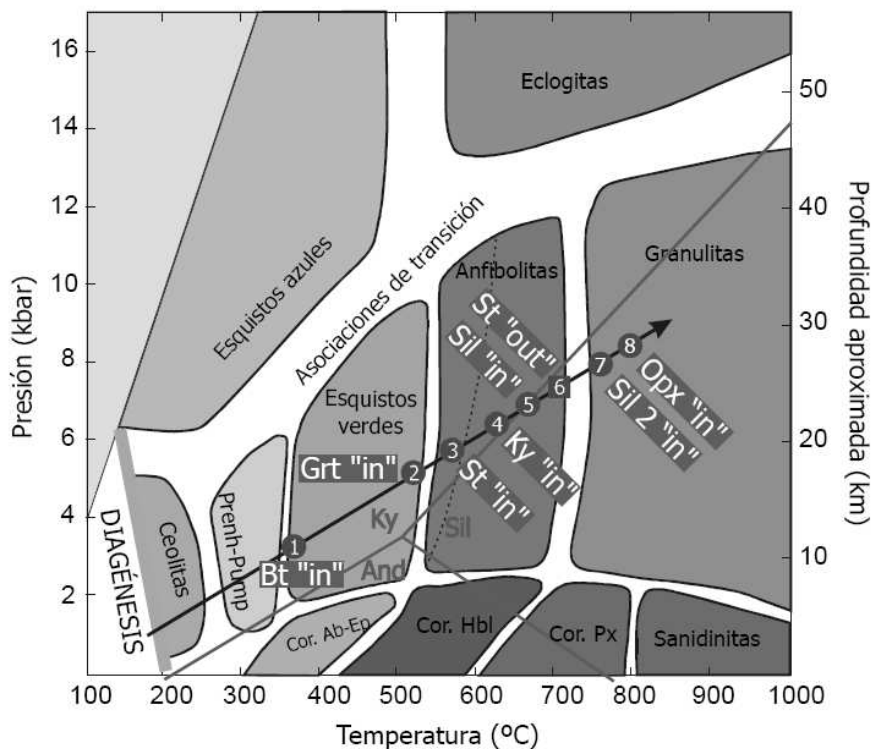 Presión (kbar)
16
14
12
10
8
6
4
2
Profundidad aproximada (km)
50
40
30
20
10
100
200
300
400
500
600
700
800
900
1000
Temperatura (ºC)
Eclogitas
Esquistos azules
Asociaciones de transición
Anfibolitas
Granulitas
St "out"
Sil "in"
8
7
6
5
4
3
2
1
Opx "in"
Sil 2 "in"
Ky "in"
St "in"
Esquistos
verdes
Grt "in"
Ky
Sil
And
Bt "in"
Prenh-Pump
Ceolitas
DIAGÉNESIS
Cor. Ab-Ep
Cor. Hbl
Cor. Px
Sanidinitas